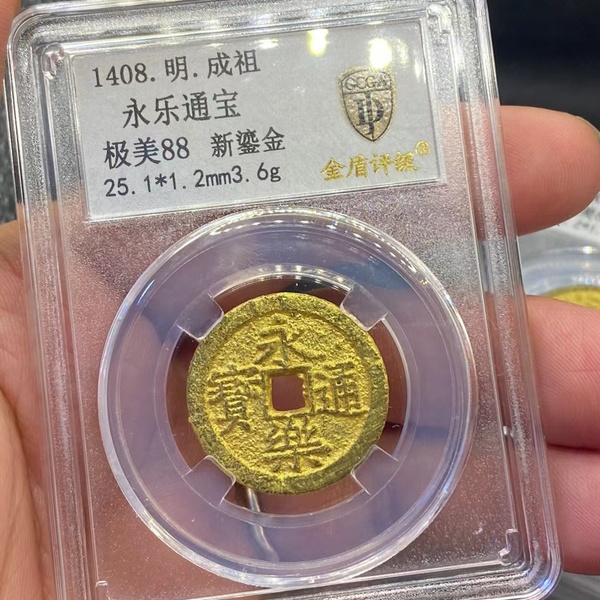 1408.明.成祖
永乐通宝
极美88 新鎏金
25.1*1.2mm3.6g
GCGA
金盾评级®
永樂通寶